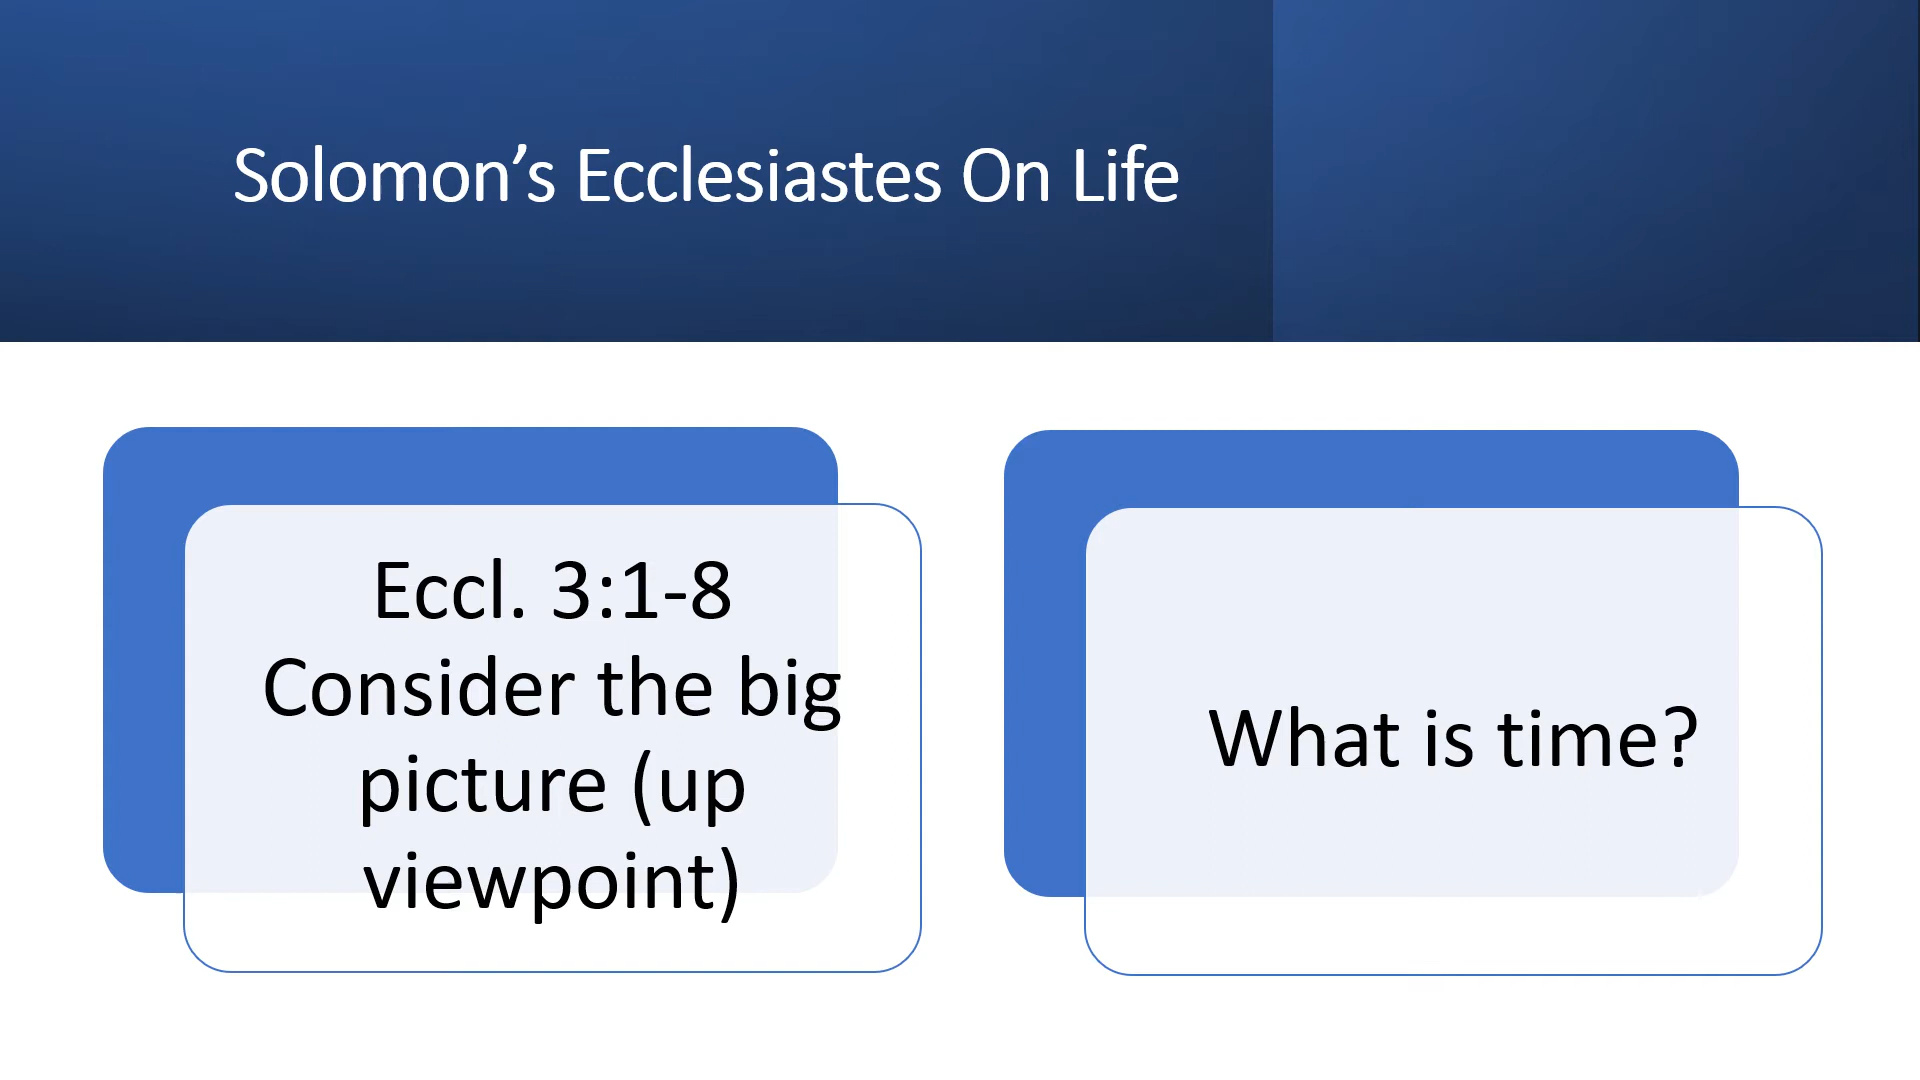 Solomon’s Ecclesiastes On Life
Eccl. 3:1-8
Consider the big
picture (up
viewpoint)
What is time?